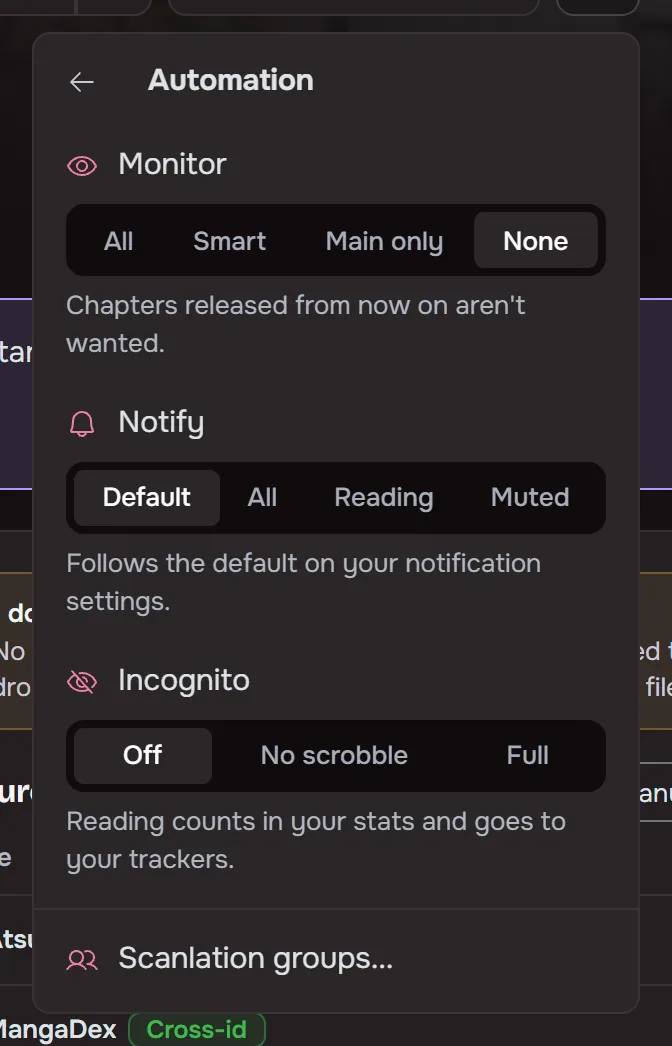 Automation
Monitor
All Smart Main only None
Chapters released from now on aren't
wanted.
Notify
Default All Reading Muted
Follows the default on your notification
settings.
No
Incognito
Off No scrobble Full
Reading counts in your stats and goes to
your trackers.
Scanlation groups...
MangaDex Cross-id